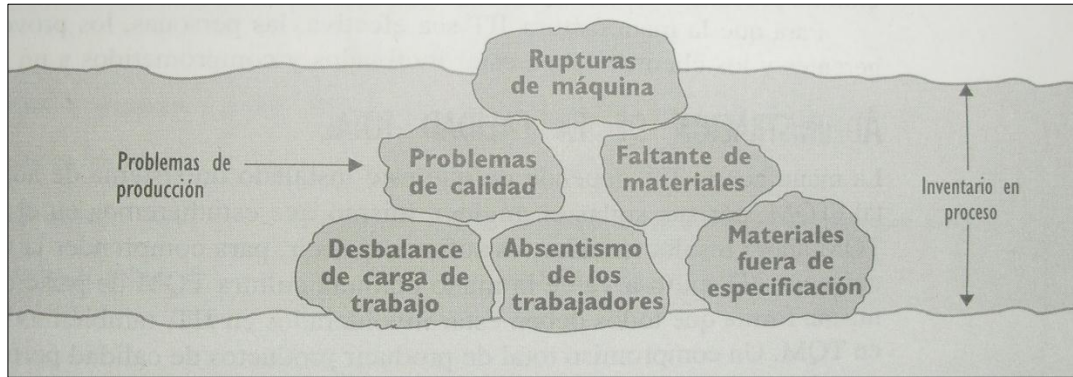 Rupturas
de máquina
Problemas de
producción
Problemas
de calidad
Faltante de
materiales
Inventario en
proceso
Desbalance
de carga de
trabajo
Absentismo
de los
trabajadores
Materiales
fuera de
especificación